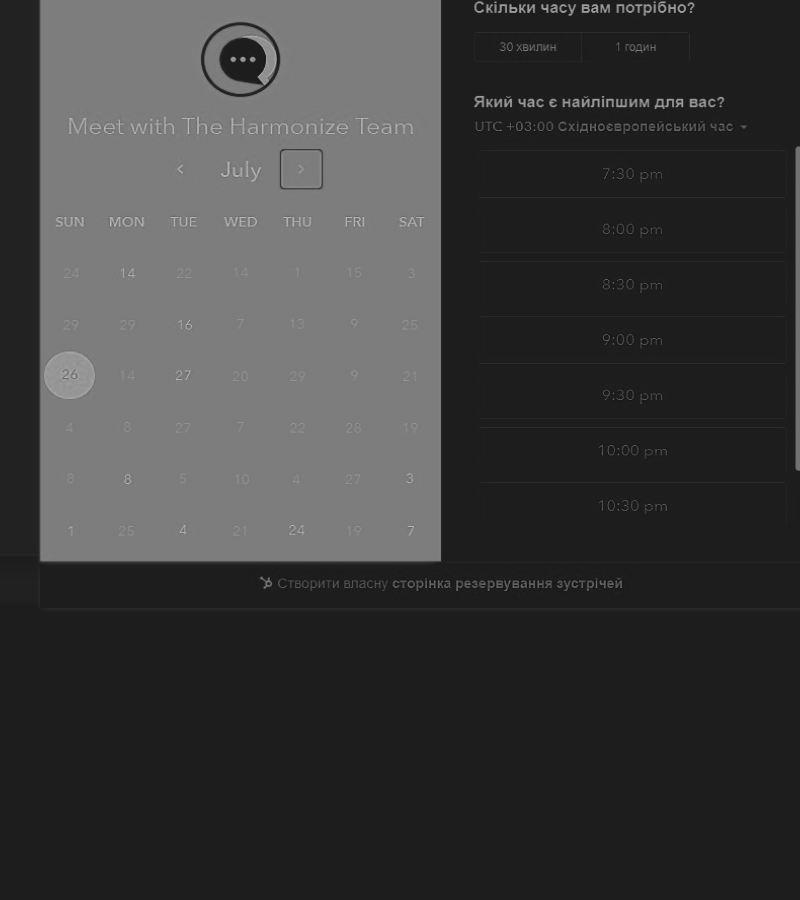 Meet with The Harmonize Team
July
SUN MON TUE WED THU FRI SAT
24 14 22 14 1 15 3
29 29 16 7 13 9 25
26 14 27 20 29 9 21
4 8 27 7 22 28 19
8 8 5 10 4 27 3
1 25 4 21 24 19 7
Скільки часу вам потрібно?
30 хвилин 1 годин
Який час є найліпшим для вас?
UTC +03:00 Східноєвропейський час
7:30 pm
8:00 pm
8:30 pm
9:00 pm
9:30 pm
10:00 pm
10:30 pm
Створити власну сторінка резервування зустрічей